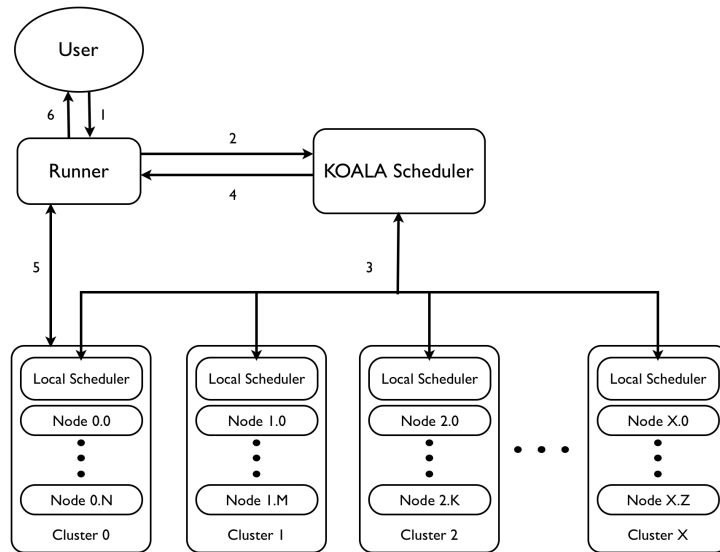 User
6
1
2
Runner
KOALA Scheduler
4
5
3
Local Scheduler
Local Scheduler
Local Scheduler
Local Scheduler
Node 0.0
Node 1.0
Node 2.0
Node X.0
Node 0.N
Node 1.M
Node 2.K
Node X.Z
Cluster 0
Cluster 1
Cluster 2
Cluster X